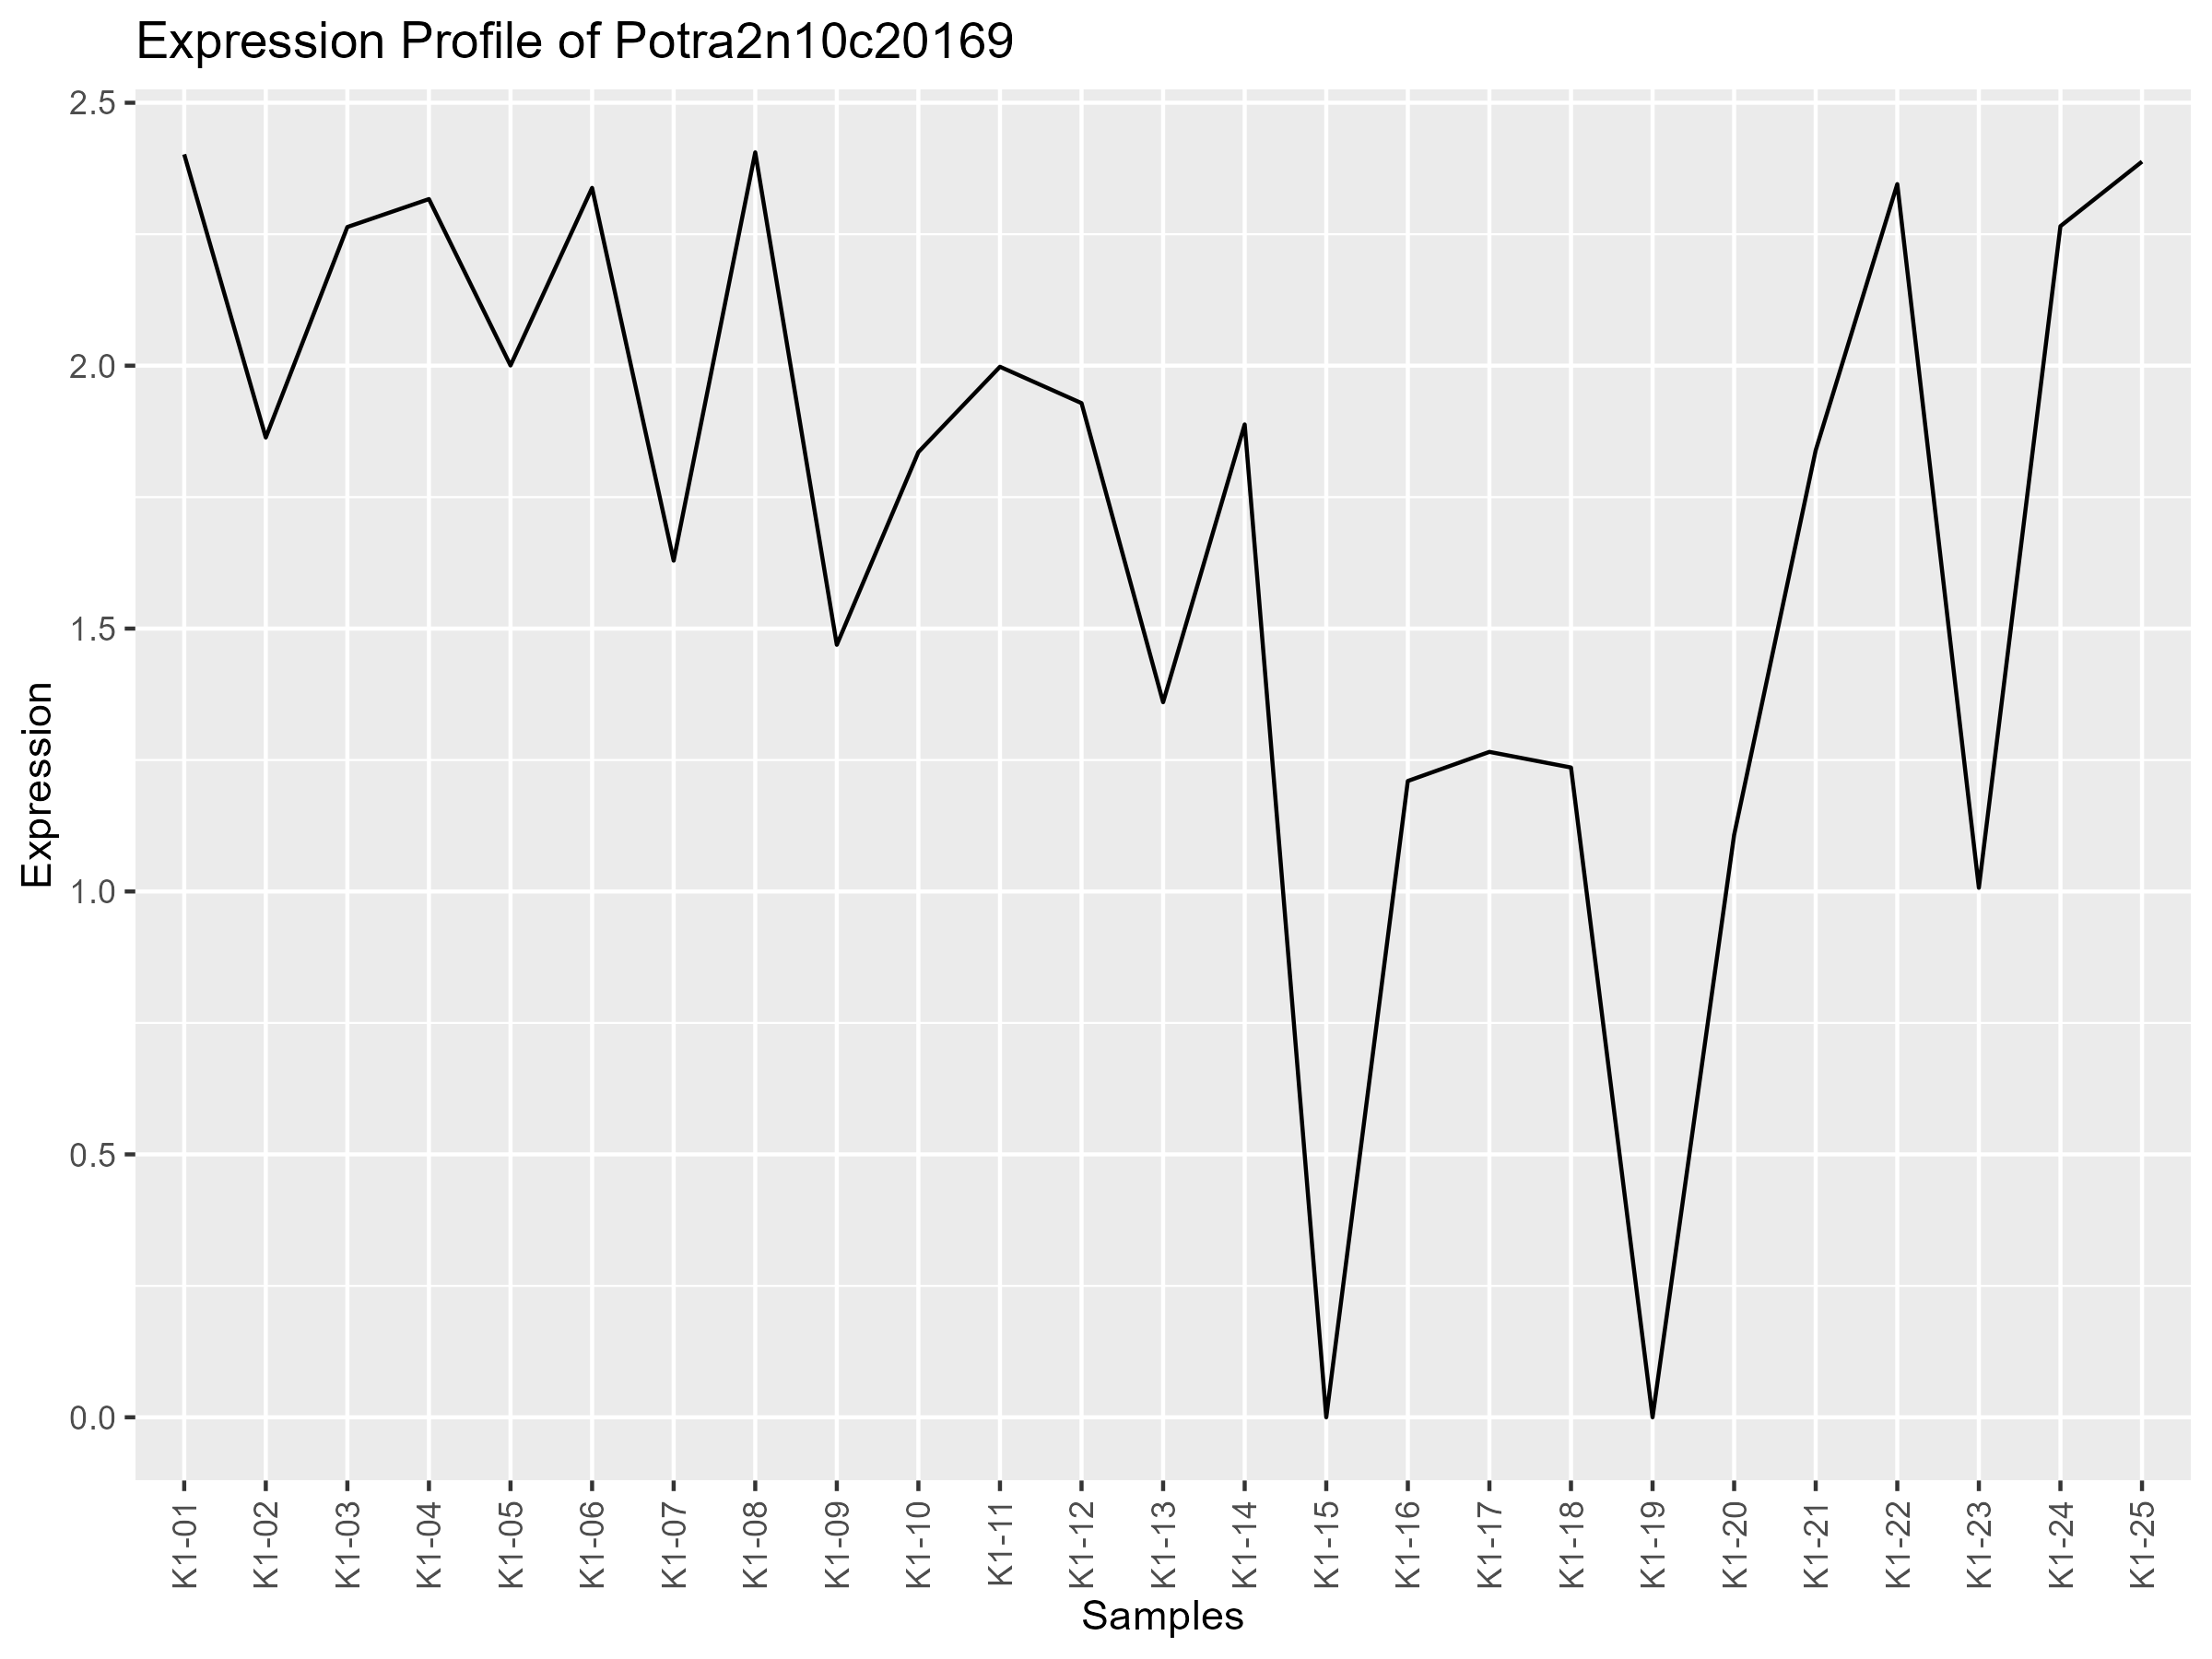 Expression Profile of Potra2n10c20169
Expression
2.5
2.0
1.5
1.0
0.5
0.0
K1-01
K1-02
K1-03
K1-04
K1-05
K1-06
K1-07
K1-08
K1-09
K1-10
K1-11
K1-12
K1-13
K1-14
K1-15
K1-16
K1-17
K1-18
K1-19
K1-20
K1-21
K1-22
K1-23
K1-24
K1-25
Samples